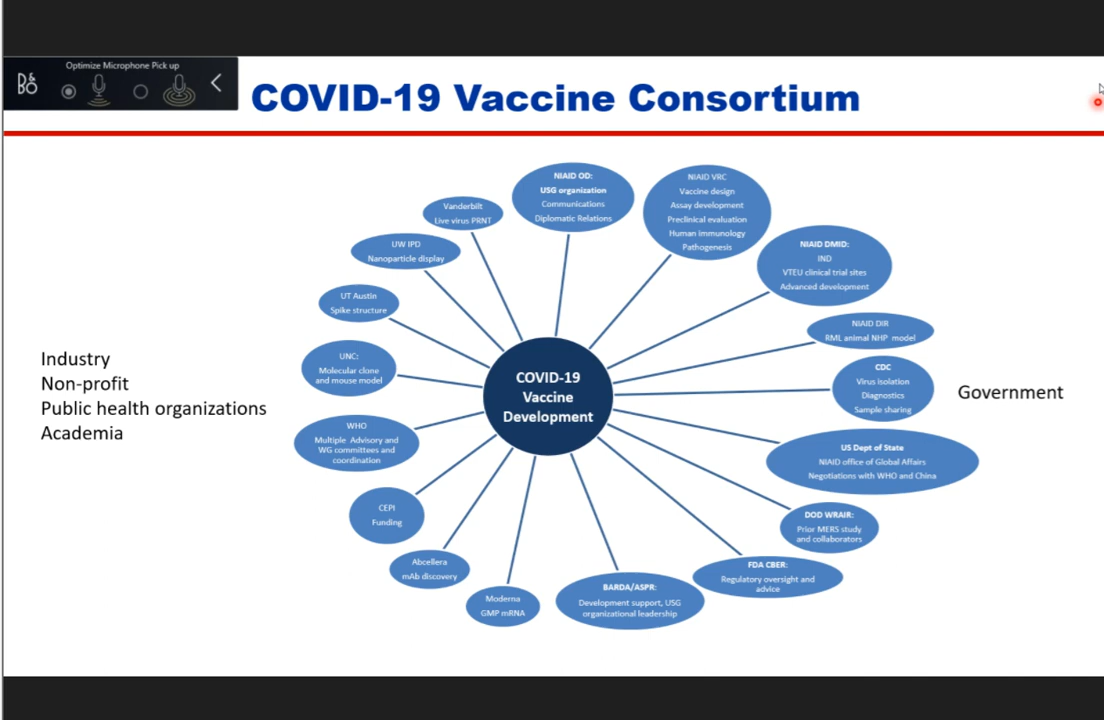 Optimize Microphone Pick up
B&O
COVID-19 Vaccine Consortium
NIAID OD:
USG organization
Communications
Diplomatic Relations
NIAID VRC
Vaccine design
Assay development
Preclinical evaluation
Human immunology
Pathogenesis
NIAID DMID:
IND
VTEU clinical trial sites
Advanced development
NIAID DIR
RML animal NHP model
CDC
Virus isolation
Diagnostics
Sample sharing
US Dept of State
NIAID office of Global Affairs
Negotiations with WHO and China
DOD WRAIR:
Prior MERS study
and collaborators
FDA CBER:
Regulatory oversight and
advice
BARDA/ASPR:
Development support, USG
organizational leadership
Moderna
GMP mRNA
Abcellera
mAb discovery
CEPI
Funding
WHO
Multiple Advisory and
WG committees and
coordination
UNC:
Molecular clone
and mouse model
UT Austin
Spike structure
UW IPD
Nanoparticle display
Vanderbilt
Live virus PRNT
COVID-19
Vaccine
Development
Industry
Non-profit
Public health organizations
Academia
Government